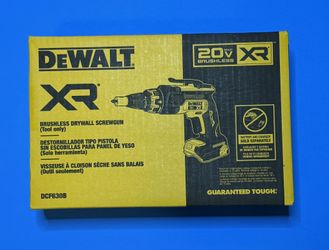 DEWALT
20V XR
BRUSHLESS
XR
BRUSHLESS DRYWALL SCREWGUN
(Tool only)
DESTORNILLADOR TIPO PISTOLA
SIN ESCOBILLAS PARA PANEL DE YESO
(Solo herramienta)
VISSEUSE À CLOISON SÈCHE SANS BALAIS
(Outil seulement)
DCF630B
BATTERY AND CHARGER
SOLD SEPARATELY
GUARANTEED TOUGH.